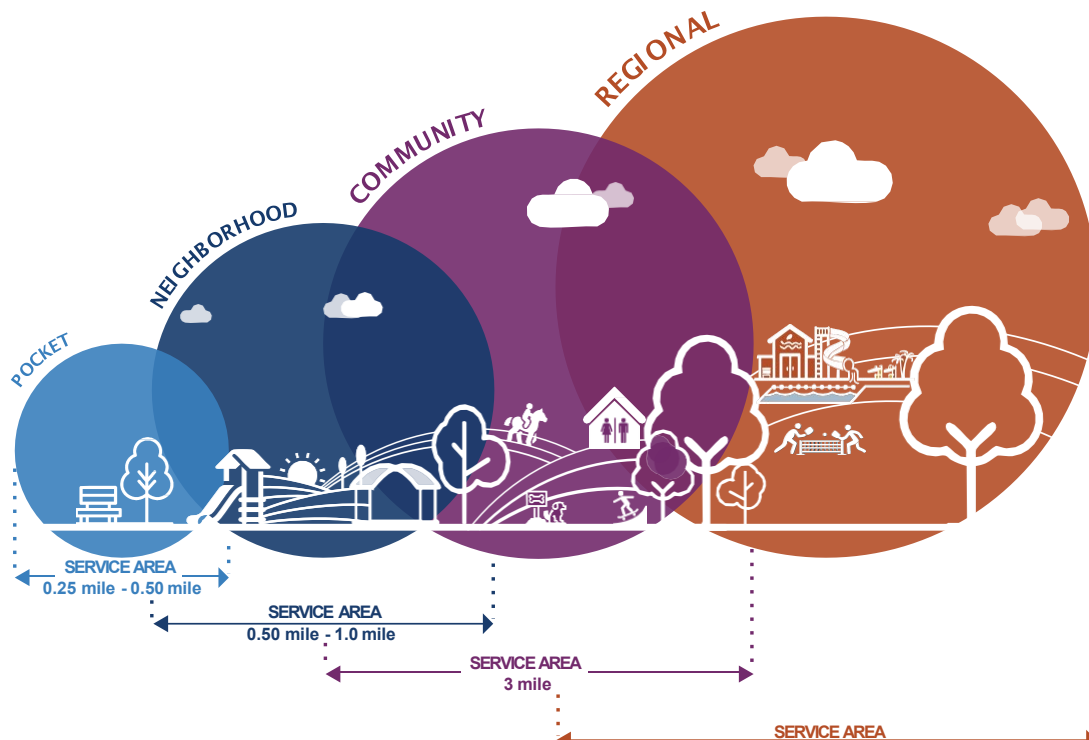 POCKET
NEIGHBORHOOD
COMMUNITY
REGIONAL
SERVICE AREA
0.25 mile - 0.50 mile
SERVICE AREA
0.50 mile - 1.0 mile
SERVICE AREA
3 mile
SERVICE AREA